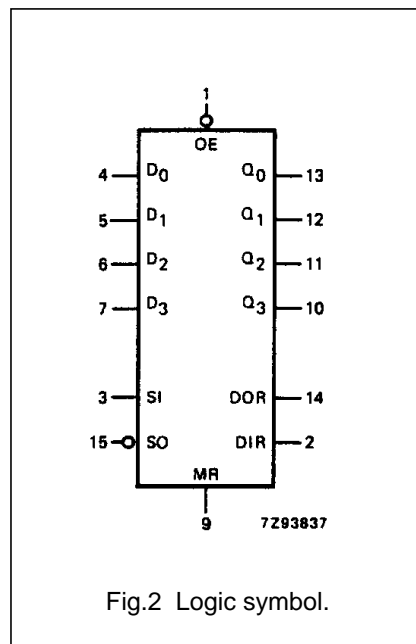 1
OE
4 D0 Q0 13
5 D1 Q1 12
6 D2 Q2 11
7 D3 Q3 10
3 SI DOR 14
15 SO DIR 2
MR
9 7Z93837
Fig.2 Logic symbol.